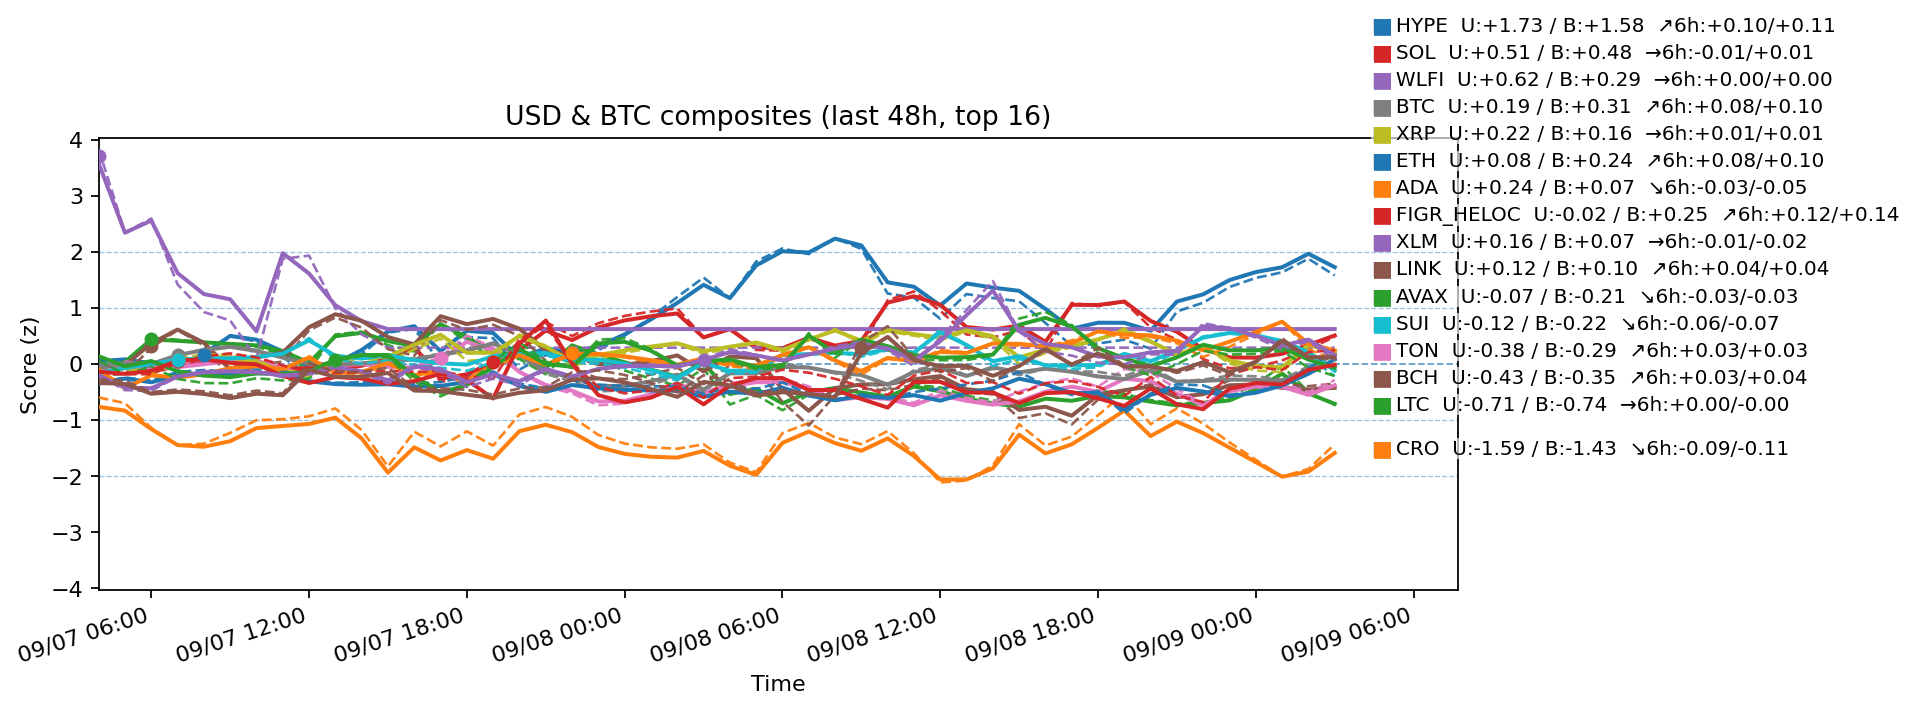 HYPE U:+1.73 / B:+1.58 ↗6h:+0.10/+0.11
SOL U:+0.51 / B:+0.48 →6h:-0.01/+0.01
WLFI U:+0.62 / B:+0.29 →6h:+0.00/+0.00
BTC U:+0.19 / B:+0.31 ↗6h:+0.08/+0.10
XRP U:+0.22 / B:+0.16 →6h:+0.01/+0.01
ETH U:+0.08 / B:+0.24 ↗6h:+0.08/+0.10
ADA U:+0.24 / B:+0.07 ↘6h:-0.03/-0.05
FIGR_HELOC U:-0.02 / B:+0.25 ↗6h:+0.12/+0.14
XLM U:+0.16 / B:+0.07 →6h:-0.01/-0.02
LINK U:+0.12 / B:+0.10 ↗6h:+0.04/+0.04
AVAX U:-0.07 / B:-0.21 ↘6h:-0.03/-0.03
SUI U:-0.12 / B:-0.22 ↘6h:-0.06/-0.07
TON U:-0.38 / B:-0.29 ↗6h:+0.03/+0.03
BCH U:-0.43 / B:-0.35 ↗6h:+0.03/+0.04
LTC U:-0.71 / B:-0.74 →6h:+0.00/-0.00
CRO U:-1.59 / B:-1.43 ↘6h:-0.09/-0.11
USD & BTC composites (last 48h, top 16)
Score (z)
4
3
2
1
0
−1
−2
−3
−4
09/07 06:00
09/07 12:00
09/07 18:00
09/08 00:00
09/08 06:00
09/08 12:00
09/08 18:00
09/09 00:00
09/09 06:00
Time